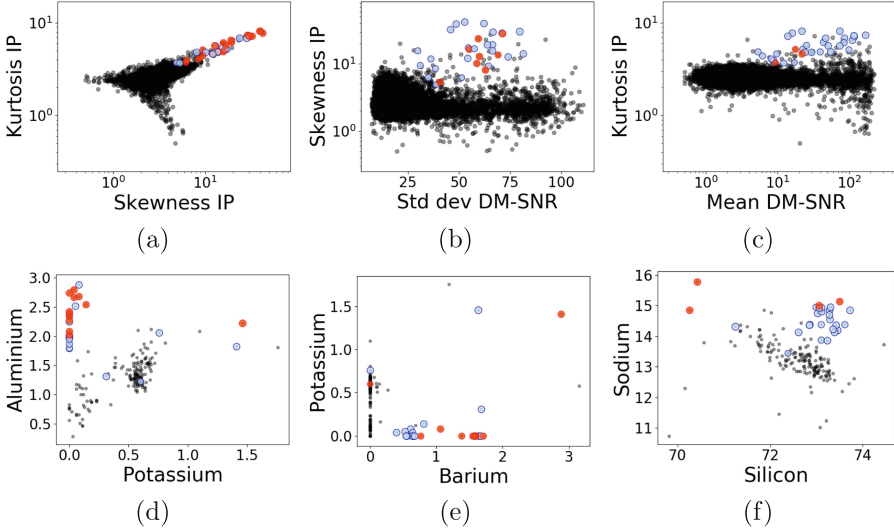 10¹ 10⁰ Kurtosis IP 10⁰ 10¹ Skewness IP
10¹ 10⁰ Skewness IP 25 50 75 100 Std dev DM-SNR
10¹ 10⁰ Kurtosis IP 10⁰ 10¹ 10² Mean DM-SNR
(a) (b) (c)
3.0 2.5 2.0 1.5 1.0 0.5 Aluminium 0.0 0.5 1.0 1.5 Potassium
1.5 1.0 0.5 0.0 Potassium 0 1 2 3 Barium
16 15 14 13 12 11 Sodium 70 72 74 Silicon
(d) (e) (f)